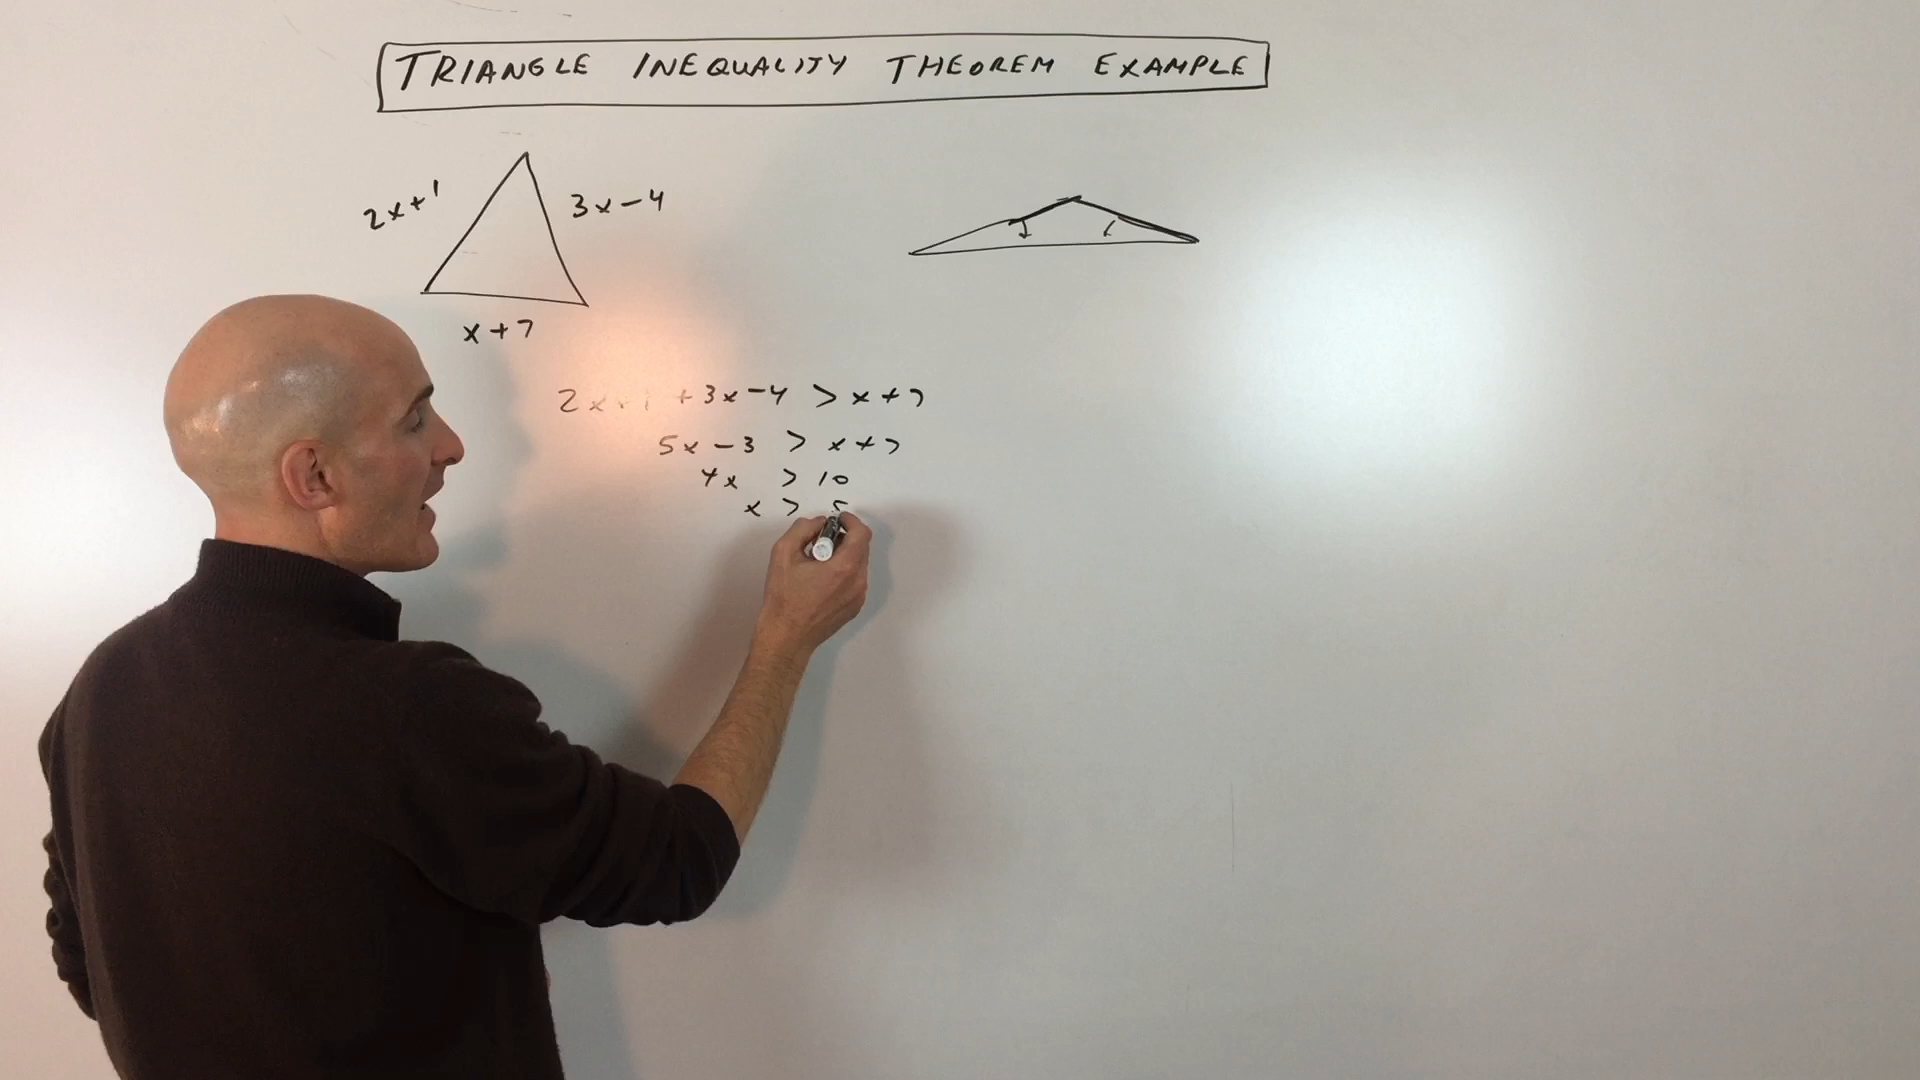 TRIANGLE INEQUALITY THEOREM EXAMPLE
2x+1
3x-4
x+7
2x+1 +3x-4 > x+7
5x-3 > x+7
4x > 10
x > 5